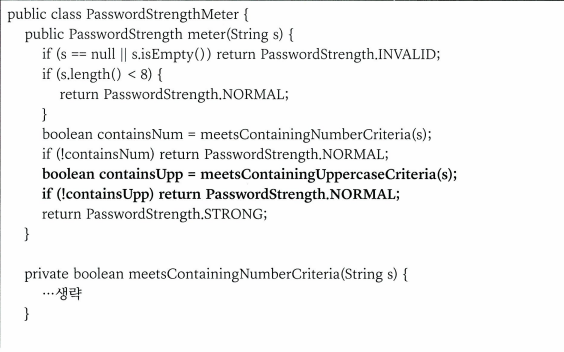 public class PasswordStrengthMeter {
public PasswordStrength meter(String s) {
if (s == null || s.isEmpty()) return PasswordStrength.INVALID;
if (s.length() < 8) {
return PasswordStrength.NORMAL;
}
boolean containsNum = meetsContainingNumberCriteria(s);
if (!containsNum) return PasswordStrength.NORMAL;
boolean containsUpp = meetsContainingUppercaseCriteria(s);
if (!containsUpp) return PasswordStrength.NORMAL;
return PasswordStrength.STRONG;
}
private boolean meetsContainingNumberCriteria(String s) {
…생략
}